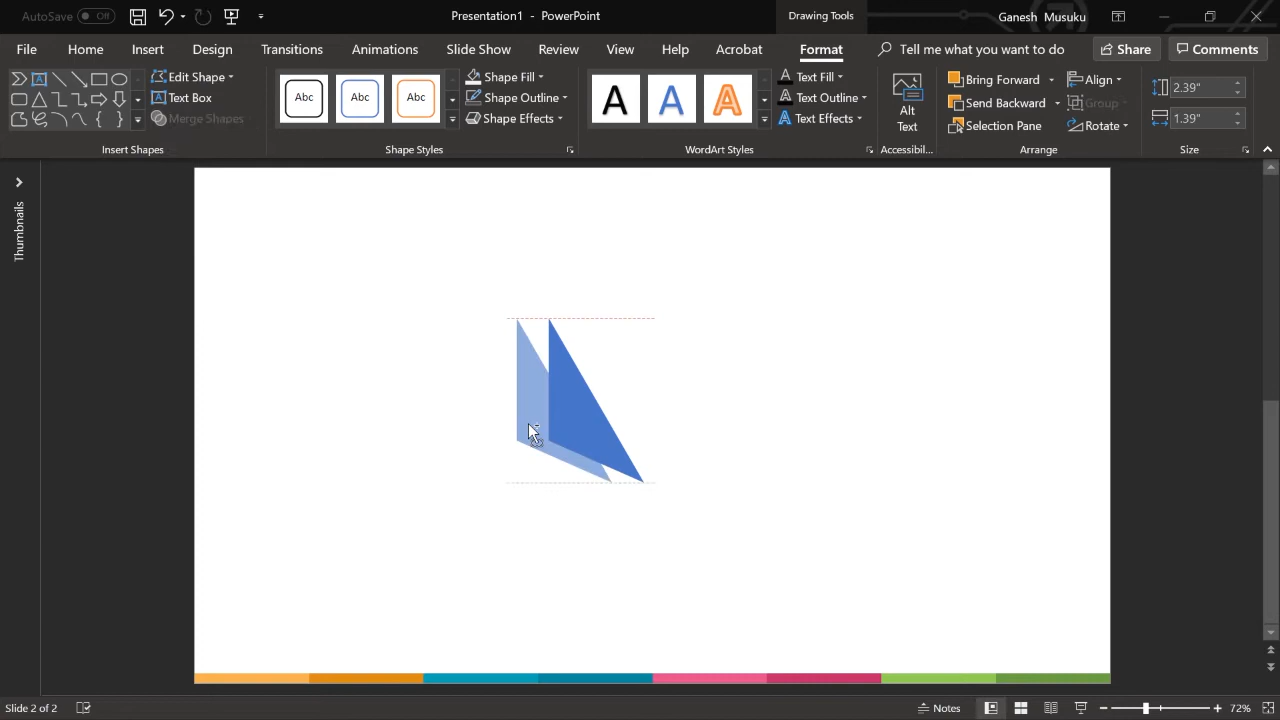 AutoSave Off Presentation1 - PowerPoint Drawing Tools Ganesh Musuku
File Home Insert Design Transitions Animations Slide Show Review View Help Acrobat Format Tell me what you want to do Share Comments
Edit Shape
Text Box
Merge Shapes
Insert Shapes
Abc Abc Abc
Shape Fill
Shape Outline
Shape Effects
Shape Styles
A A A
Text Fill
Text Outline
Text Effects
WordArt Styles
Alt
Text
Accessibil...
Bring Forward
Send Backward
Selection Pane
Align
Group
Rotate
Arrange
2.39"
1.39"
Size
Thumbnails
Slide 2 of 2 Notes 72%